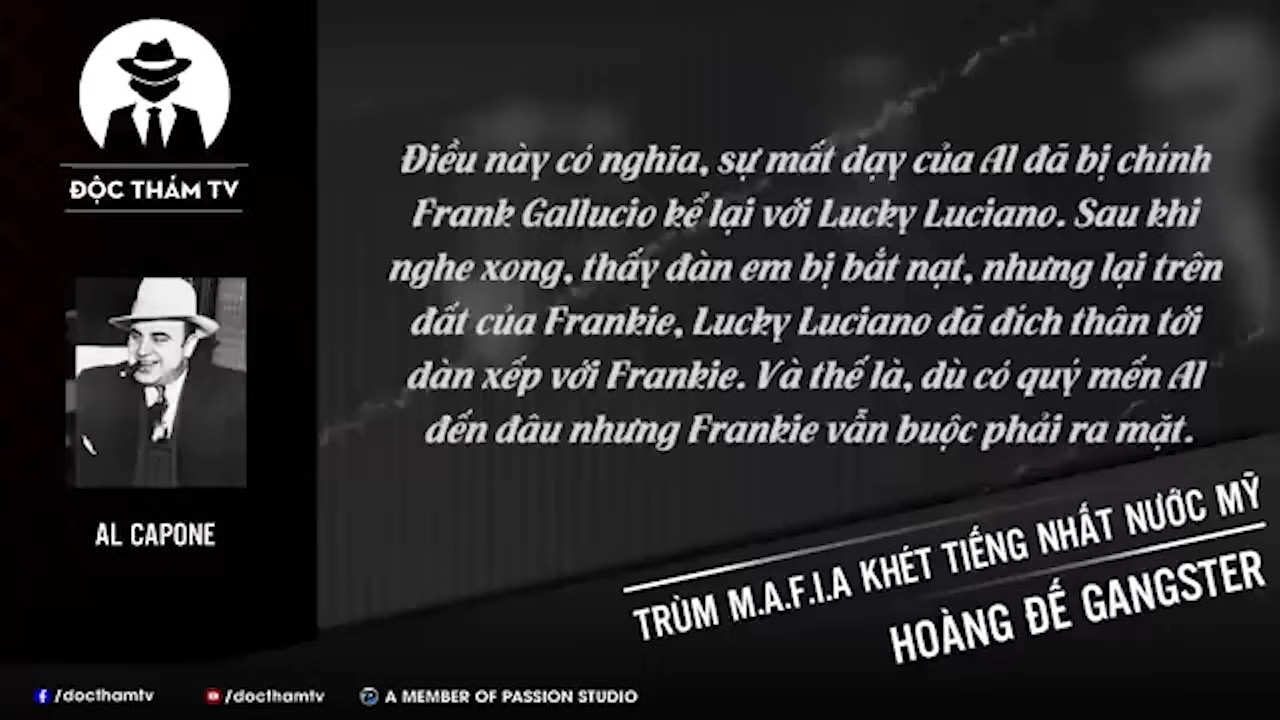 ĐỘC THÁM TV
AL CAPONE
Điều này có nghĩa, sự mất dạy của Al đã bị chính
Frank Gallucio kể lại với Lucky Luciano. Sau khi
nghe xong, thấy đàn em bị bắt nạt, nhưng lại trên
đất của Frankie, Lucky Luciano đã đích thân tới
dàn xếp với Frankie. Và thế là, dù có quý mến Al
đến đâu nhưng Frankie vẫn buộc phải ra mặt.
TRÙM M.A.F.I.A KHÉT TIẾNG NHẤT NƯỚC MỸ
HOÀNG ĐẾ GANGSTER
/docthamtv
/docthamtv
A MEMBER OF PASSION STUDIO